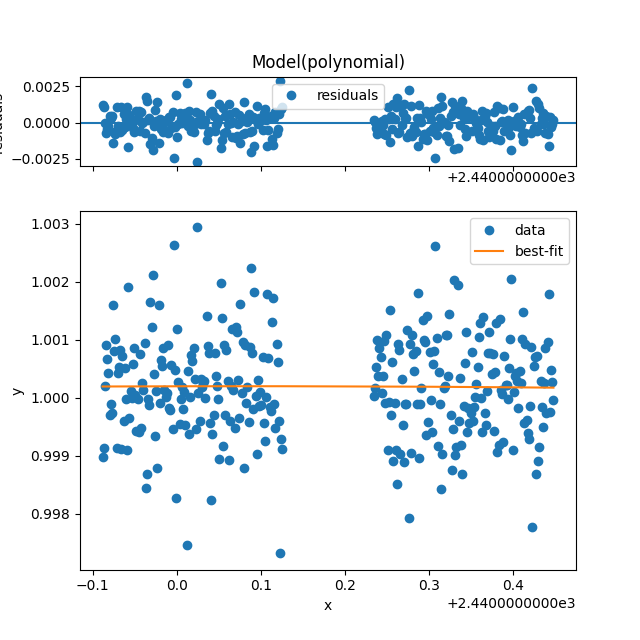 Model(polynomial)
0.0025
0.0000
−0.0025
residuals
+2.4400000000e3
1.003
1.002
1.001
1.000
0.999
0.998
y
data
best-fit
−0.1
0.0
0.1
0.2
0.3
0.4
x
+2.4400000000e3